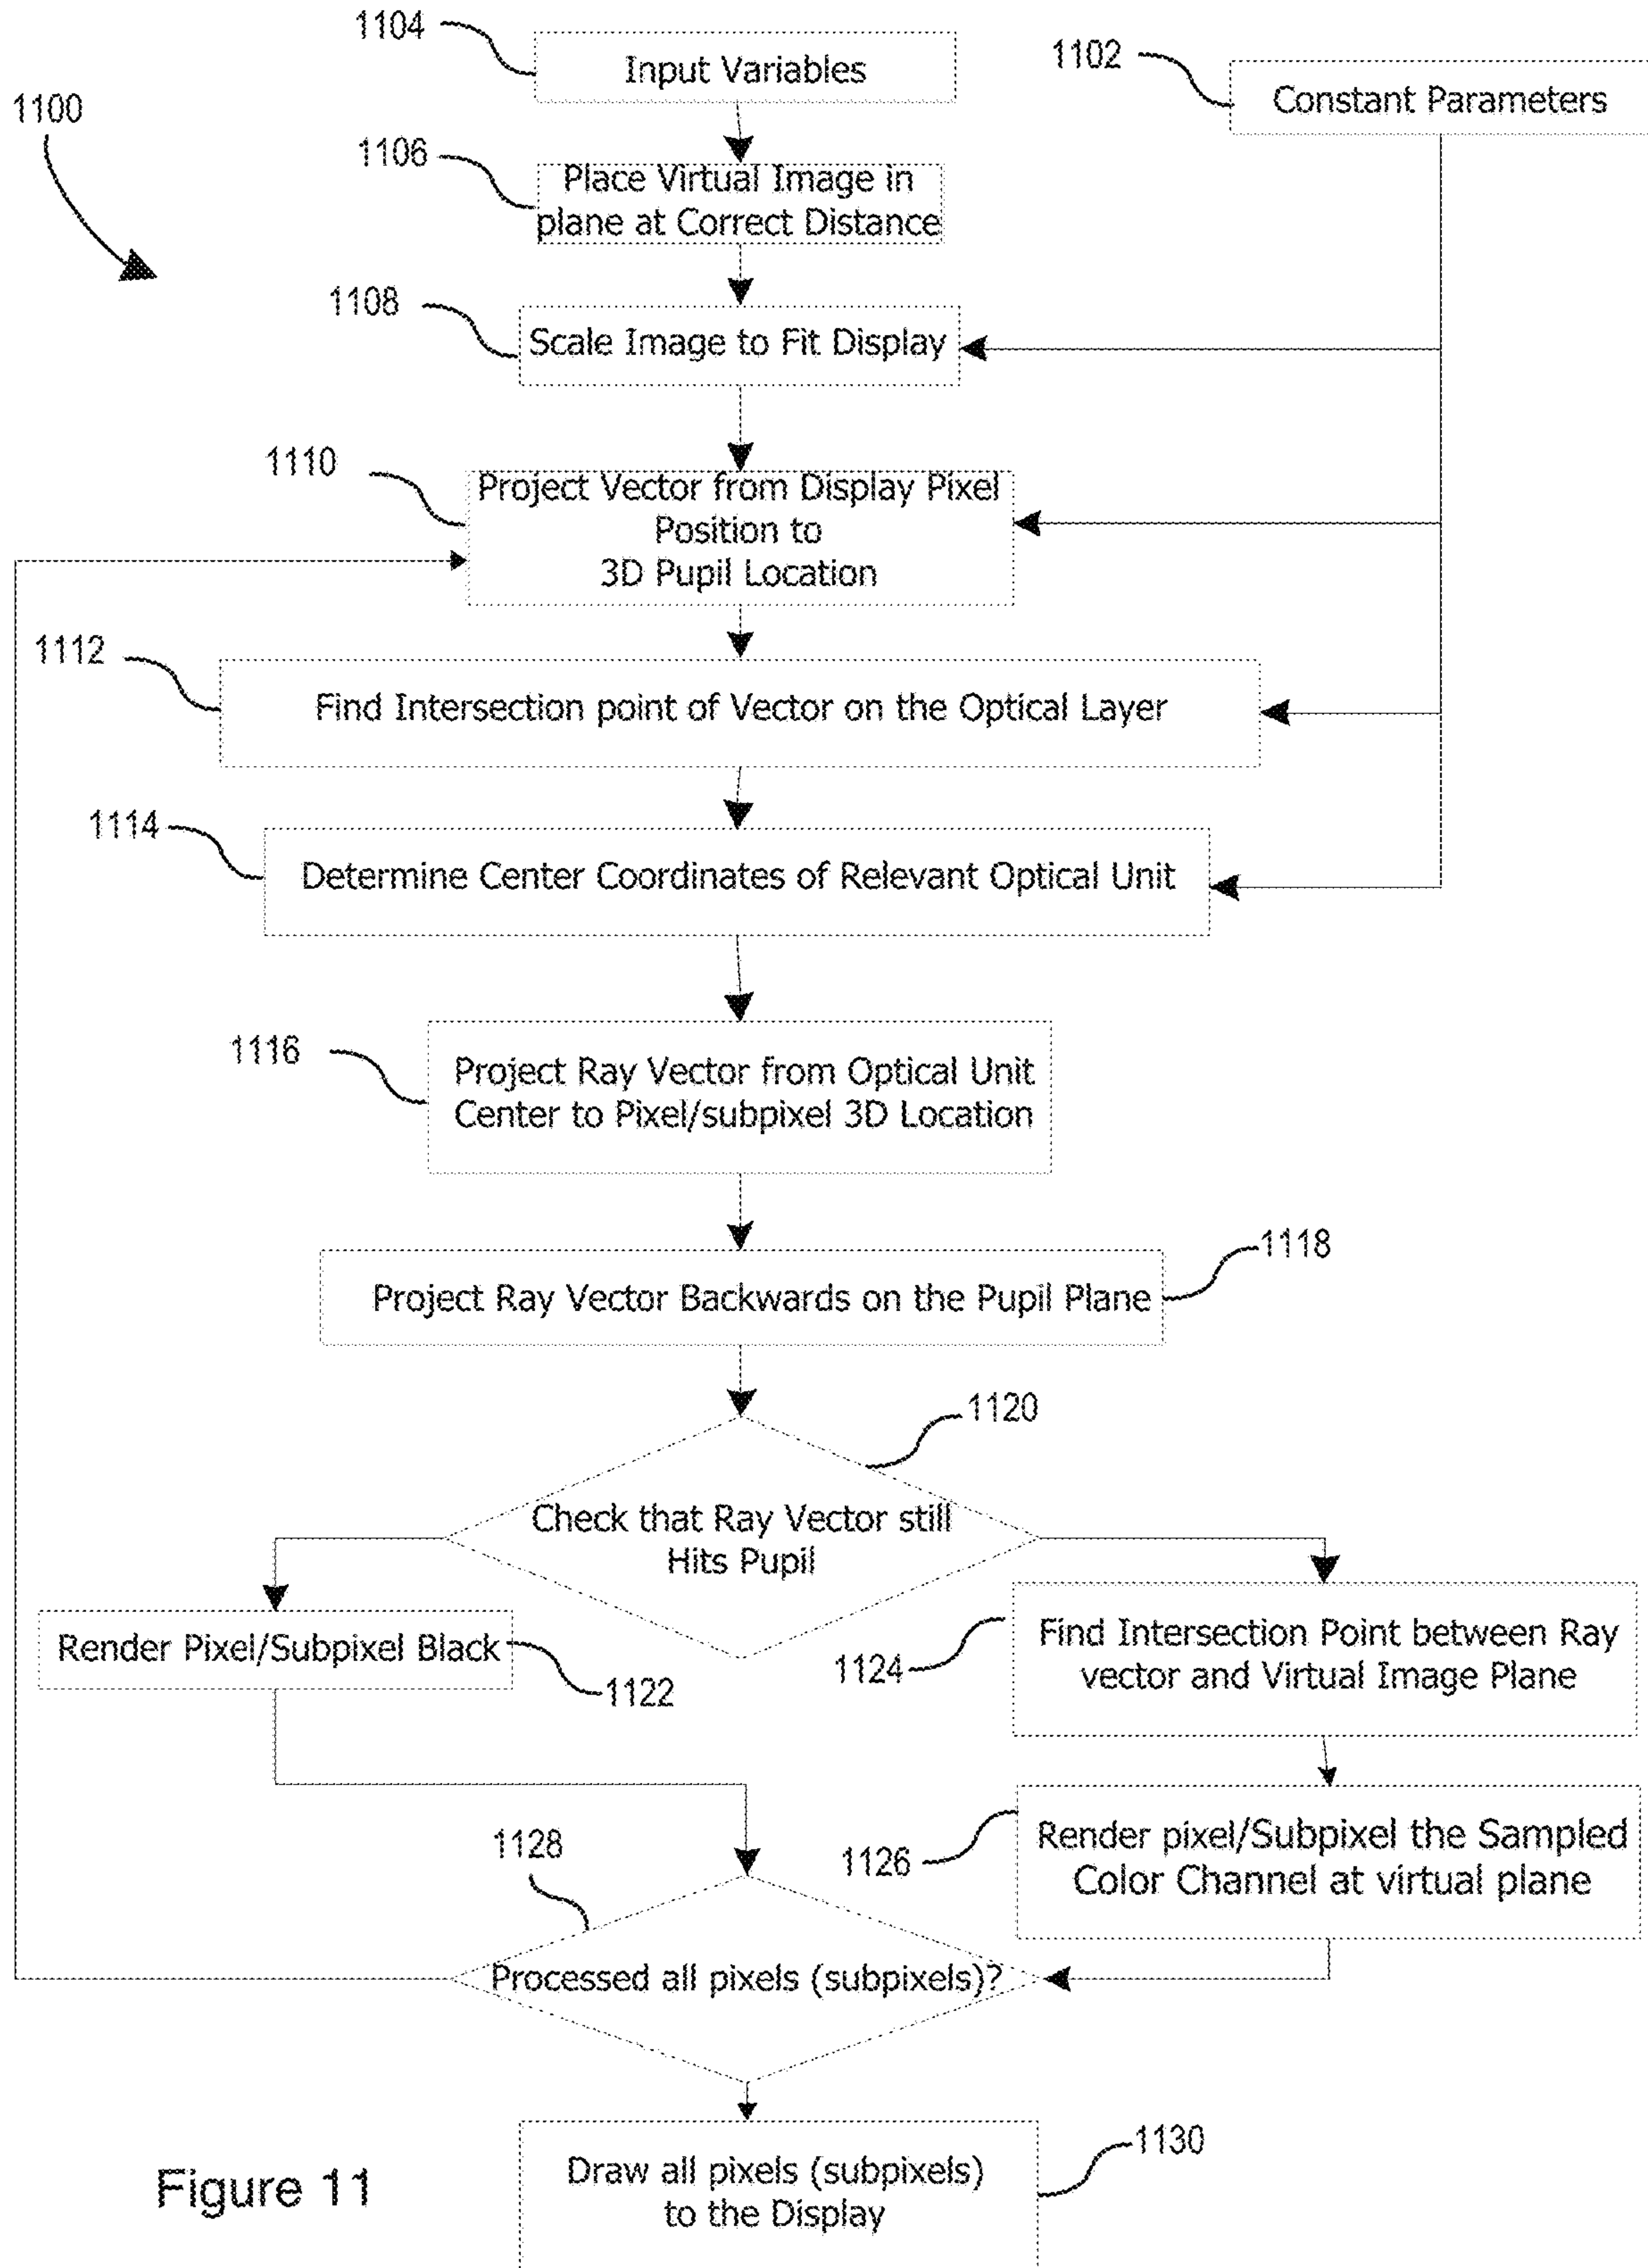 1104
Input Variables
1102
Constant Parameters
1100
1106
Place Virtual Image in
plane at Correct Distance
1108
Scale Image to Fit Display
1110
Project Vector from Display Pixel
Position to
3D Pupil Location
1112
Find Intersection point of Vector on the Optical Layer
1114
Determine Center Coordinates of Relevant Optical Unit
1116
Project Ray Vector from Optical Unit
Center to Pixel/subpixel 3D Location
1118
Project Ray Vector Backwards on the Pupil Plane
1120
Check that Ray Vector still
Hits Pupil
Render Pixel/Subpixel Black
1122
1124
Find Intersection Point between Ray
vector and Virtual Image Plane
1126
Render pixel/Subpixel the Sampled
Color Channel at virtual plane
1128
Processed all pixels (subpixels)?
1130
Draw all pixels (subpixels)
to the Display
Figure 11